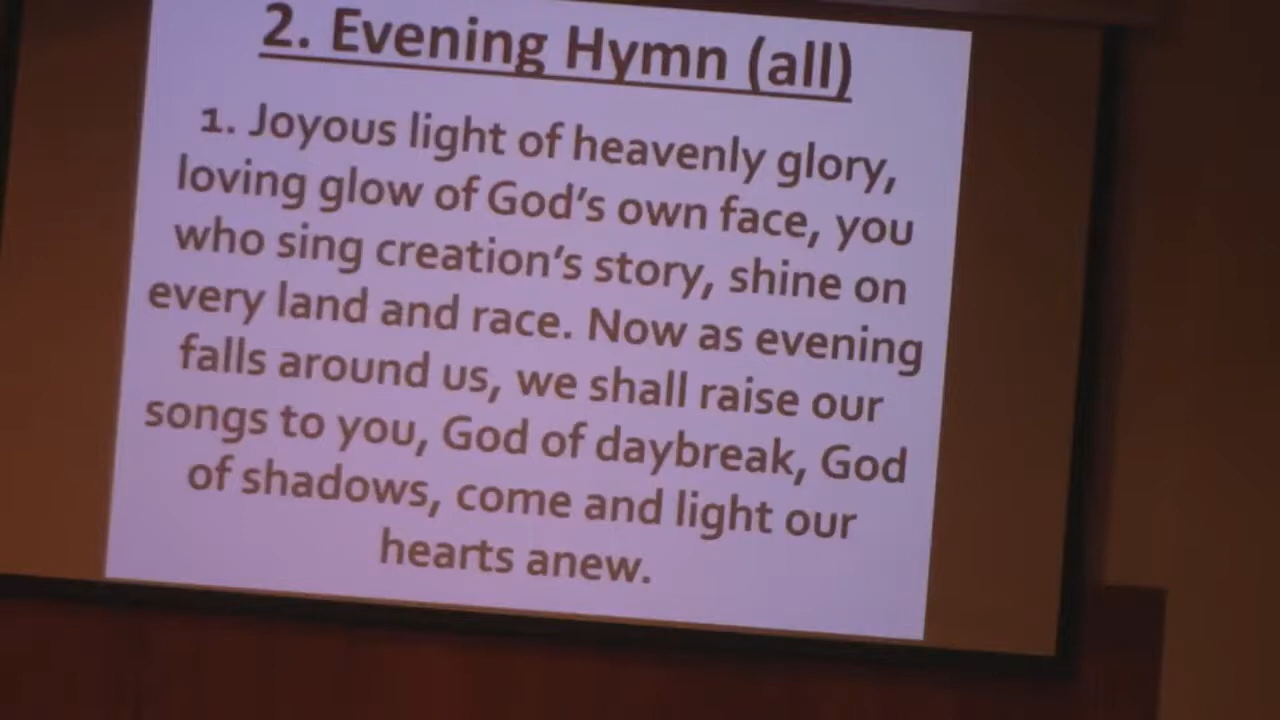 2. Evening Hymn (all)
1. Joyous light of heavenly glory,
loving glow of God's own face, you
who sing creation's story, shine on
every land and race. Now as evening
falls around us, we shall raise our
songs to you, God of daybreak, God
of shadows, come and light our
hearts anew.